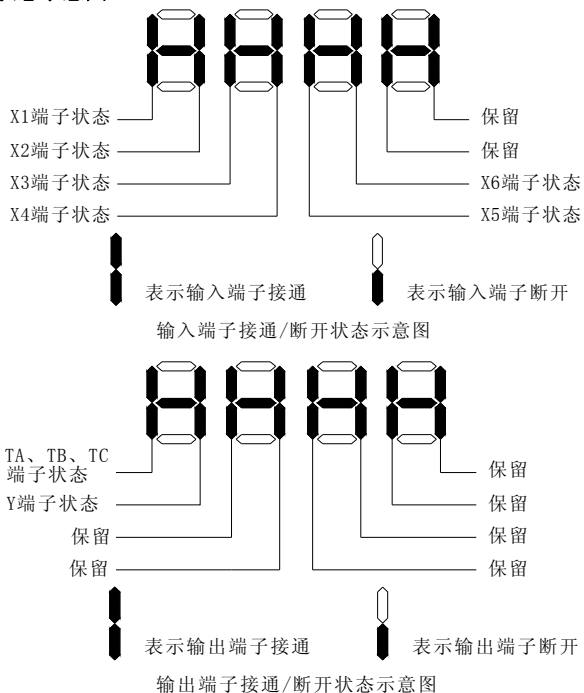 X1端子状态 保留
X2端子状态 保留
X3端子状态 X6端子状态
X4端子状态 X5端子状态
表示输入端子接通 表示输入端子断开
输入端子接通/断开状态示意图
TA、TB、TC
端子状态 保留
Y端子状态 保留
保留 保留
保留 保留
表示输出端子接通 表示输出端子断开
输出端子接通/断开状态示意图